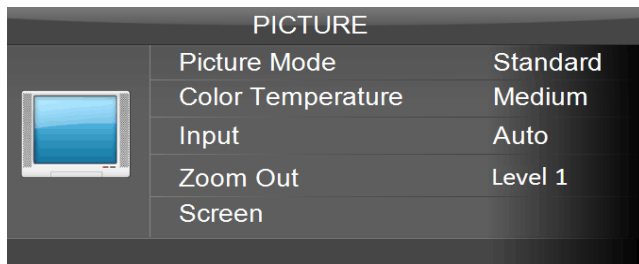 PICTURE
Picture Mode Standard
Color Temperature Medium
Input Auto
Zoom Out Level 1
Screen